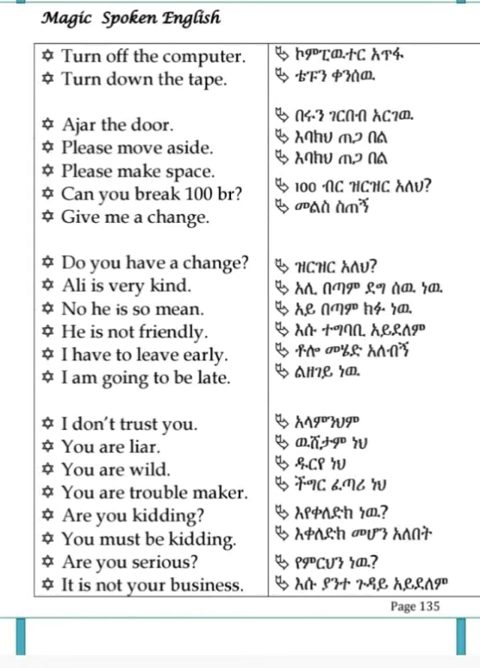 Magic Spoken English
✡ Turn off the computer.
✡ Turn down the tape.
✡ Ajar the door.
✡ Please move aside.
✡ Please make space.
✡ Can you break 100 br?
✡ Give me a change.
✡ Do you have a change?
✡ Ali is very kind.
✡ No he is so mean.
✡ He is not friendly.
✡ I have to leave early.
✡ I am going to be late.
✡ I don't trust you.
✡ You are liar.
✡ You are wild.
✡ You are trouble maker.
✡ Are you kidding?
✡ You must be kidding.
✡ Are you serious?
✡ It is not your business.
ኮምፒዉተር አጥፋ
ቴፑን ቀንሰዉ
በሩን ገርበብ አርገዉ
እባክህ ጠጋ በል
እባክህ ጠጋ በል
100 ብር ዝርዝር አለህ?
መልስ ስጠኝ
ዝርዝር አለህ?
አሊ በጣም ደግ ሰዉ ነዉ
አይ በጣም ክፉ ነዉ
እሱ ተግባቢ አይደለም
ቶሎ መሄድ አለብኝ
ልዘገይ ነዉ
አላምንህም
ዉሸታም ነህ
ዱርየ ነህ
ችግር ፈጣሪ ነህ
እየቀለድክ ነዉ?
እቀለድክ መሆን አለበት
የምርህን ነዉ?
እሱ ያንተ ጉዳይ አይደለም
Page 135